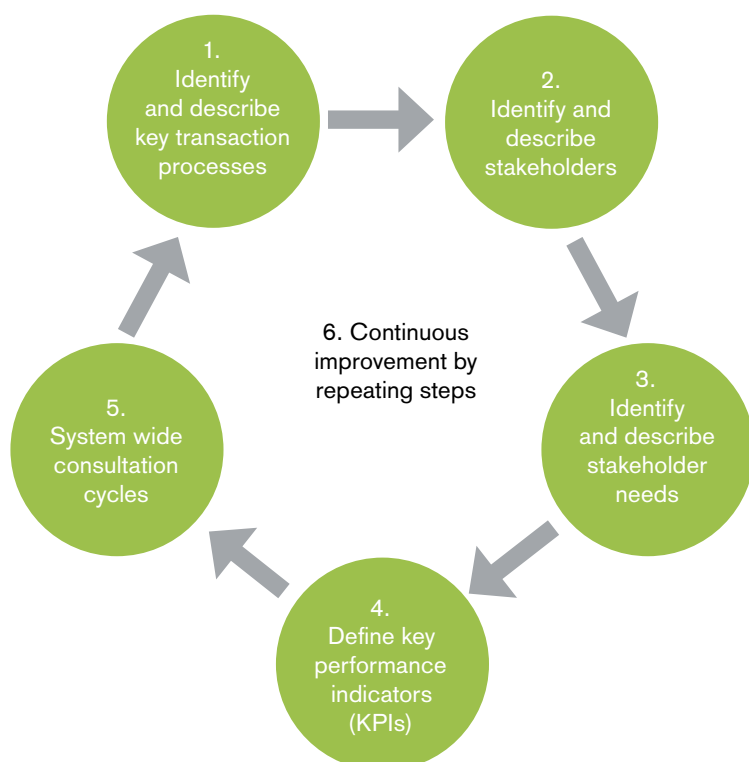 1.
Identify
and describe
key transaction
processes
2.
Identify and
describe
stakeholders
3.
Identify
and describe
stakeholder
needs
4.
Define key
performance
indicators
(KPIs)
5.
System wide
consultation
cycles
6. Continuous
improvement by
repeating steps